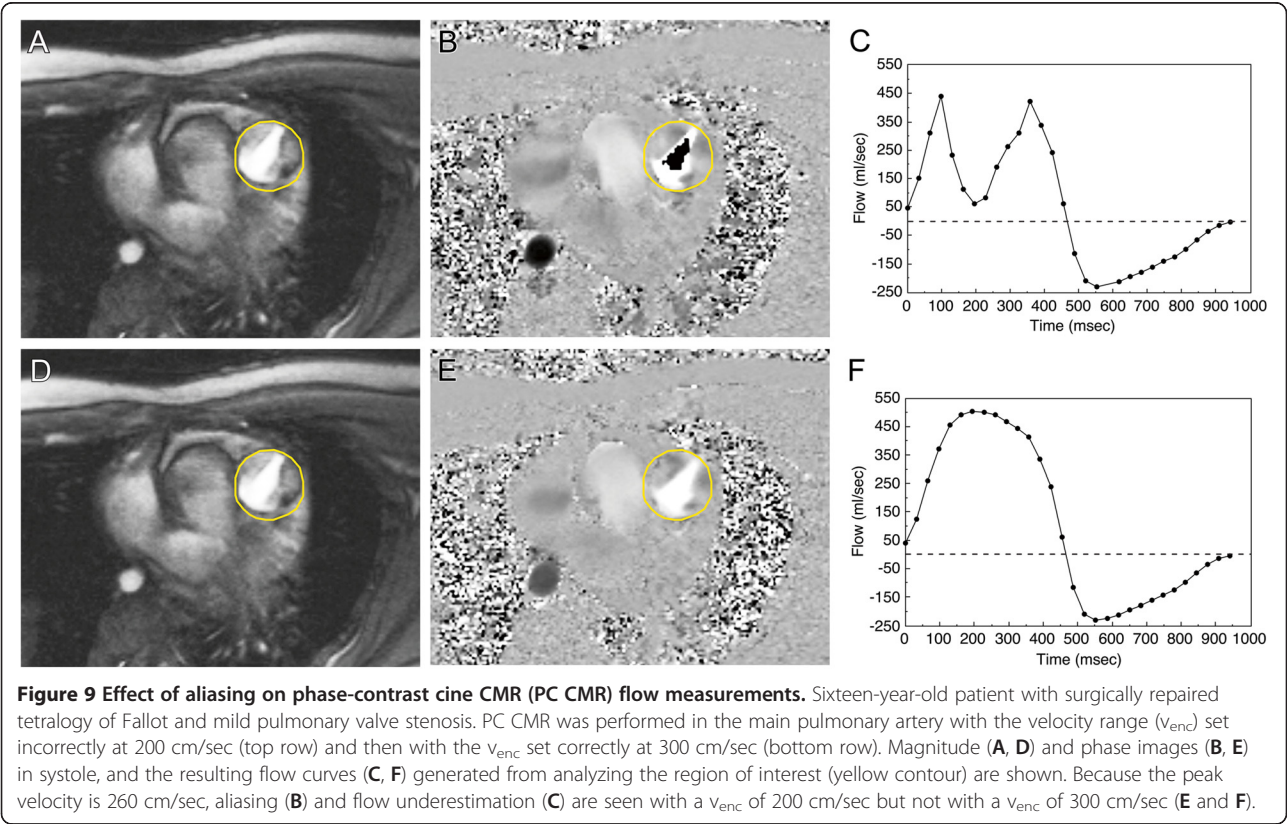 A
B
C
550
450
350
250
150
50
-50
-150
-250
Flow (ml/sec)
0 100 200 300 400 500 600 700 800 900 1000
Time (msec)
D
E
F
550
450
350
250
150
50
-50
-150
-250
Flow (ml/sec)
0 100 200 300 400 500 600 700 800 900 1000
Time (msec)
Figure 9 Effect of aliasing on phase-contrast cine CMR (PC CMR) flow measurements. Sixteen-year-old patient with surgically repaired
tetralogy of Fallot and mild pulmonary valve stenosis. PC CMR was performed in the main pulmonary artery with the velocity range (venc) set
incorrectly at 200 cm/sec (top row) and then with the venc set correctly at 300 cm/sec (bottom row). Magnitude (A, D) and phase images (B, E)
in systole, and the resulting flow curves (C, F) generated from analyzing the region of interest (yellow contour) are shown. Because the peak
velocity is 260 cm/sec, aliasing (B) and flow underestimation (C) are seen with a venc of 200 cm/sec but not with a venc of 300 cm/sec (E and F).